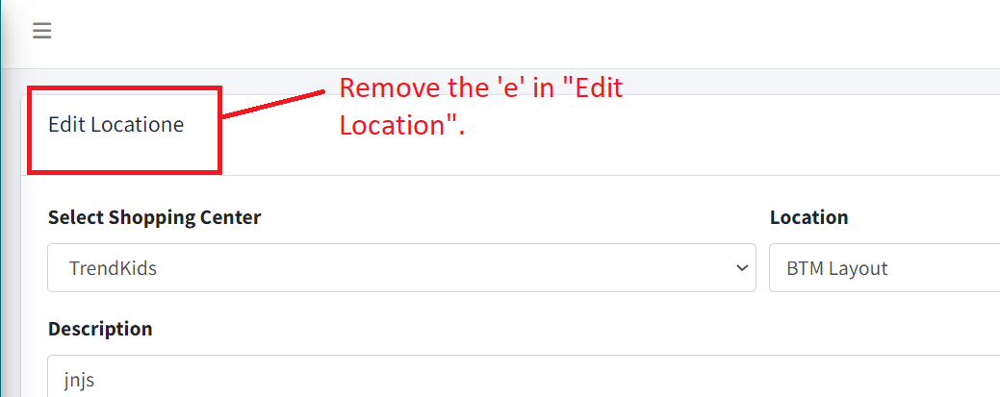 Remove the 'e' in "Edit
Location".
Edit Locatione
Select Shopping Center
Location
TrendKids
BTM Layout
Description
jnjs